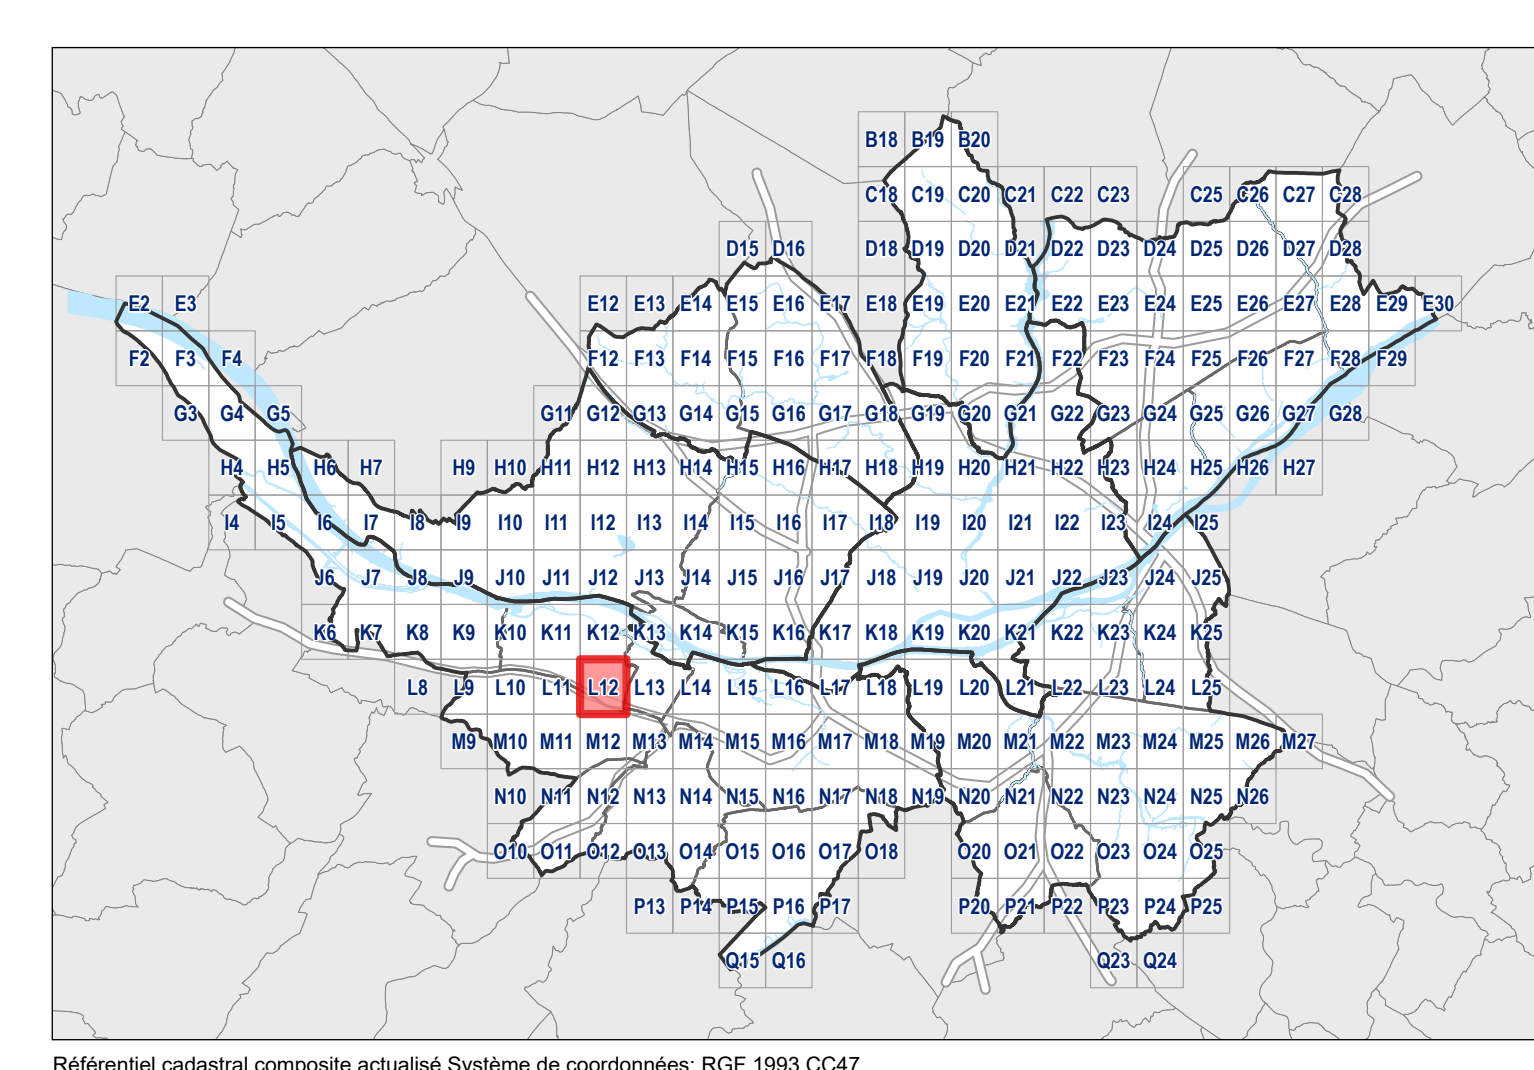 B18 B19 B20
C18 C19 C20 C21 C22 C23 C25 C26 C27 C28
D15 D16 D18 D19 D20 D21 D22 D23 D24 D25 D26 D27 D28
E2 E3 E12 E13 E14 E15 E16 E17 E18 E19 E20 E21 E22 E23 E24 E25 E26 E27 E28 E29 E30
F2 F3 F4 F12 F13 F14 F15 F16 F17 F18 F19 F20 F21 F22 F23 F24 F25 F26 F27 F28 F29
G3 G4 G5 G11 G12 G13 G14 G15 G16 G17 G18 G19 G20 G21 G22 G23 G24 G25 G26 G27 G28
H4 H5 H6 H7 H9 H10 H11 H12 H13 H14 H15 H16 H17 H18 H19 H20 H21 H22 H23 H24 H25 H26 H27
I4 I5 I6 I7 I8 I9 I10 I11 I12 I13 I14 I15 I16 I17 I18 I19 I20 I21 I22 I23 I24 I25
J6 J7 J8 J9 J10 J11 J12 J13 J14 J15 J16 J17 J18 J19 J20 J21 J22 J23 J24 J25
K6 K7 K8 K9 K10 K11 K12 K13 K14 K15 K16 K17 K18 K19 K20 K21 K22 K23 K24 K25
L8 L9 L10 L11 L12 L13 L14 L15 L16 L17 L18 L19 L20 L21 L22 L23 L24 L25
M9 M10 M11 M12 M13 M14 M15 M16 M17 M18 M19 M20 M21 M22 M23 M24 M25 M26 M27
N10 N11 N12 N13 N14 N15 N16 N17 N18 N19 N20 N21 N22 N23 N24 N25 N26
O10 O11 O12 O13 O14 O15 O16 O17 O18 O20 O21 O22 O23 O24 O25
P13 P14 P15 P16 P17 P20 P21 P22 P23 P24 P25
Q15 Q16 Q23 Q24
Référentiel cadastral composite actualisé Système de coordonnées: RGF 1993 CC47